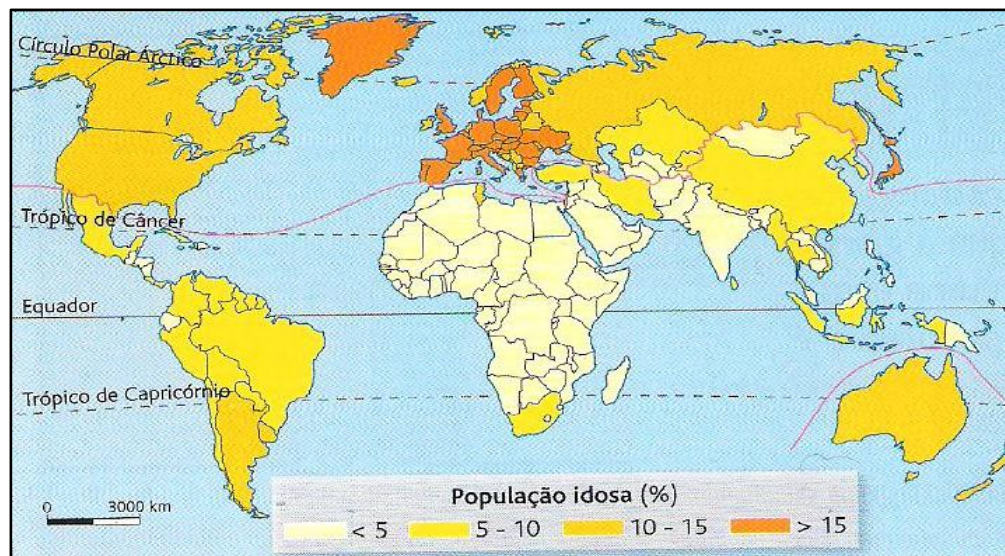 Círculo Polar Árctico
Trópico de Câncer
Equador
Trópico de Capricórnio
0 3000 km
População idosa (%)
< 5 5 - 10 10 - 15 > 15